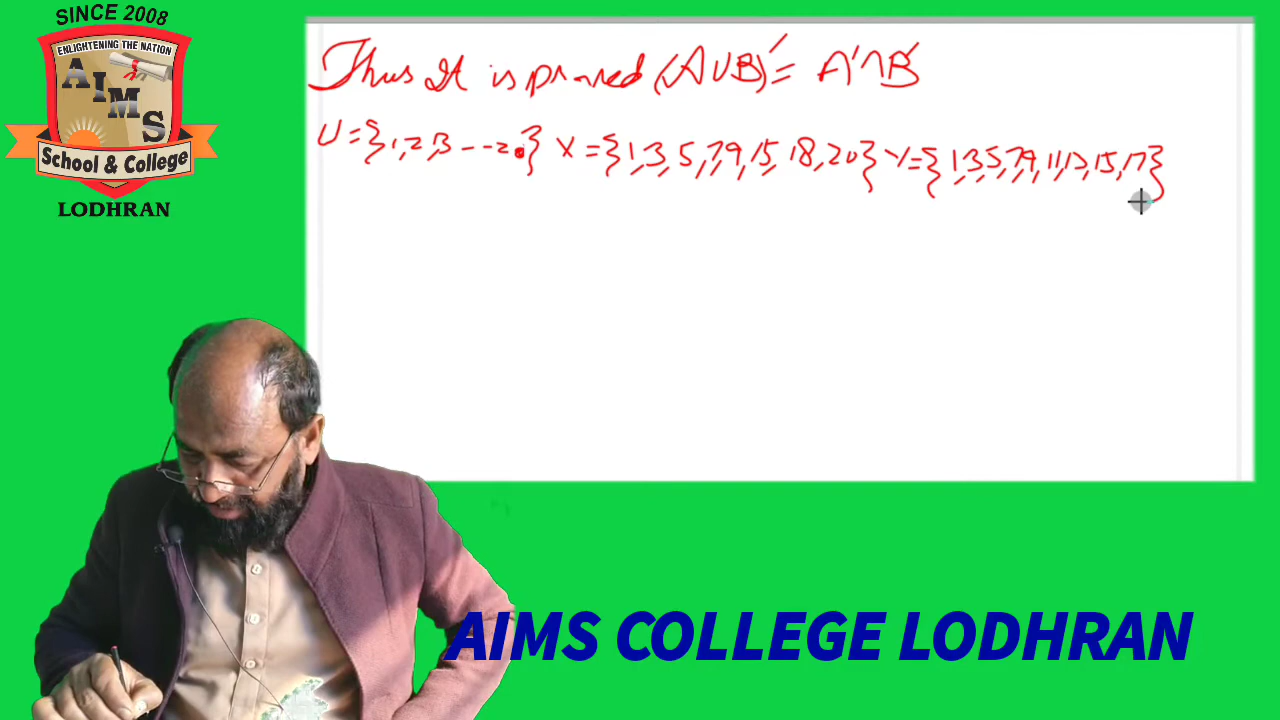 SINCE 2008
ENLIGHTENING THE NATION
AIMS
School & College
LODHRAN
Thus It is proved (A∪B)′= A′∩B′
U={1,2,3---20} X={1,3,5,7,9,15,18,20} Y={1,3,5,7,9,11,13,15,17}
AIMS COLLEGE LODHRAN